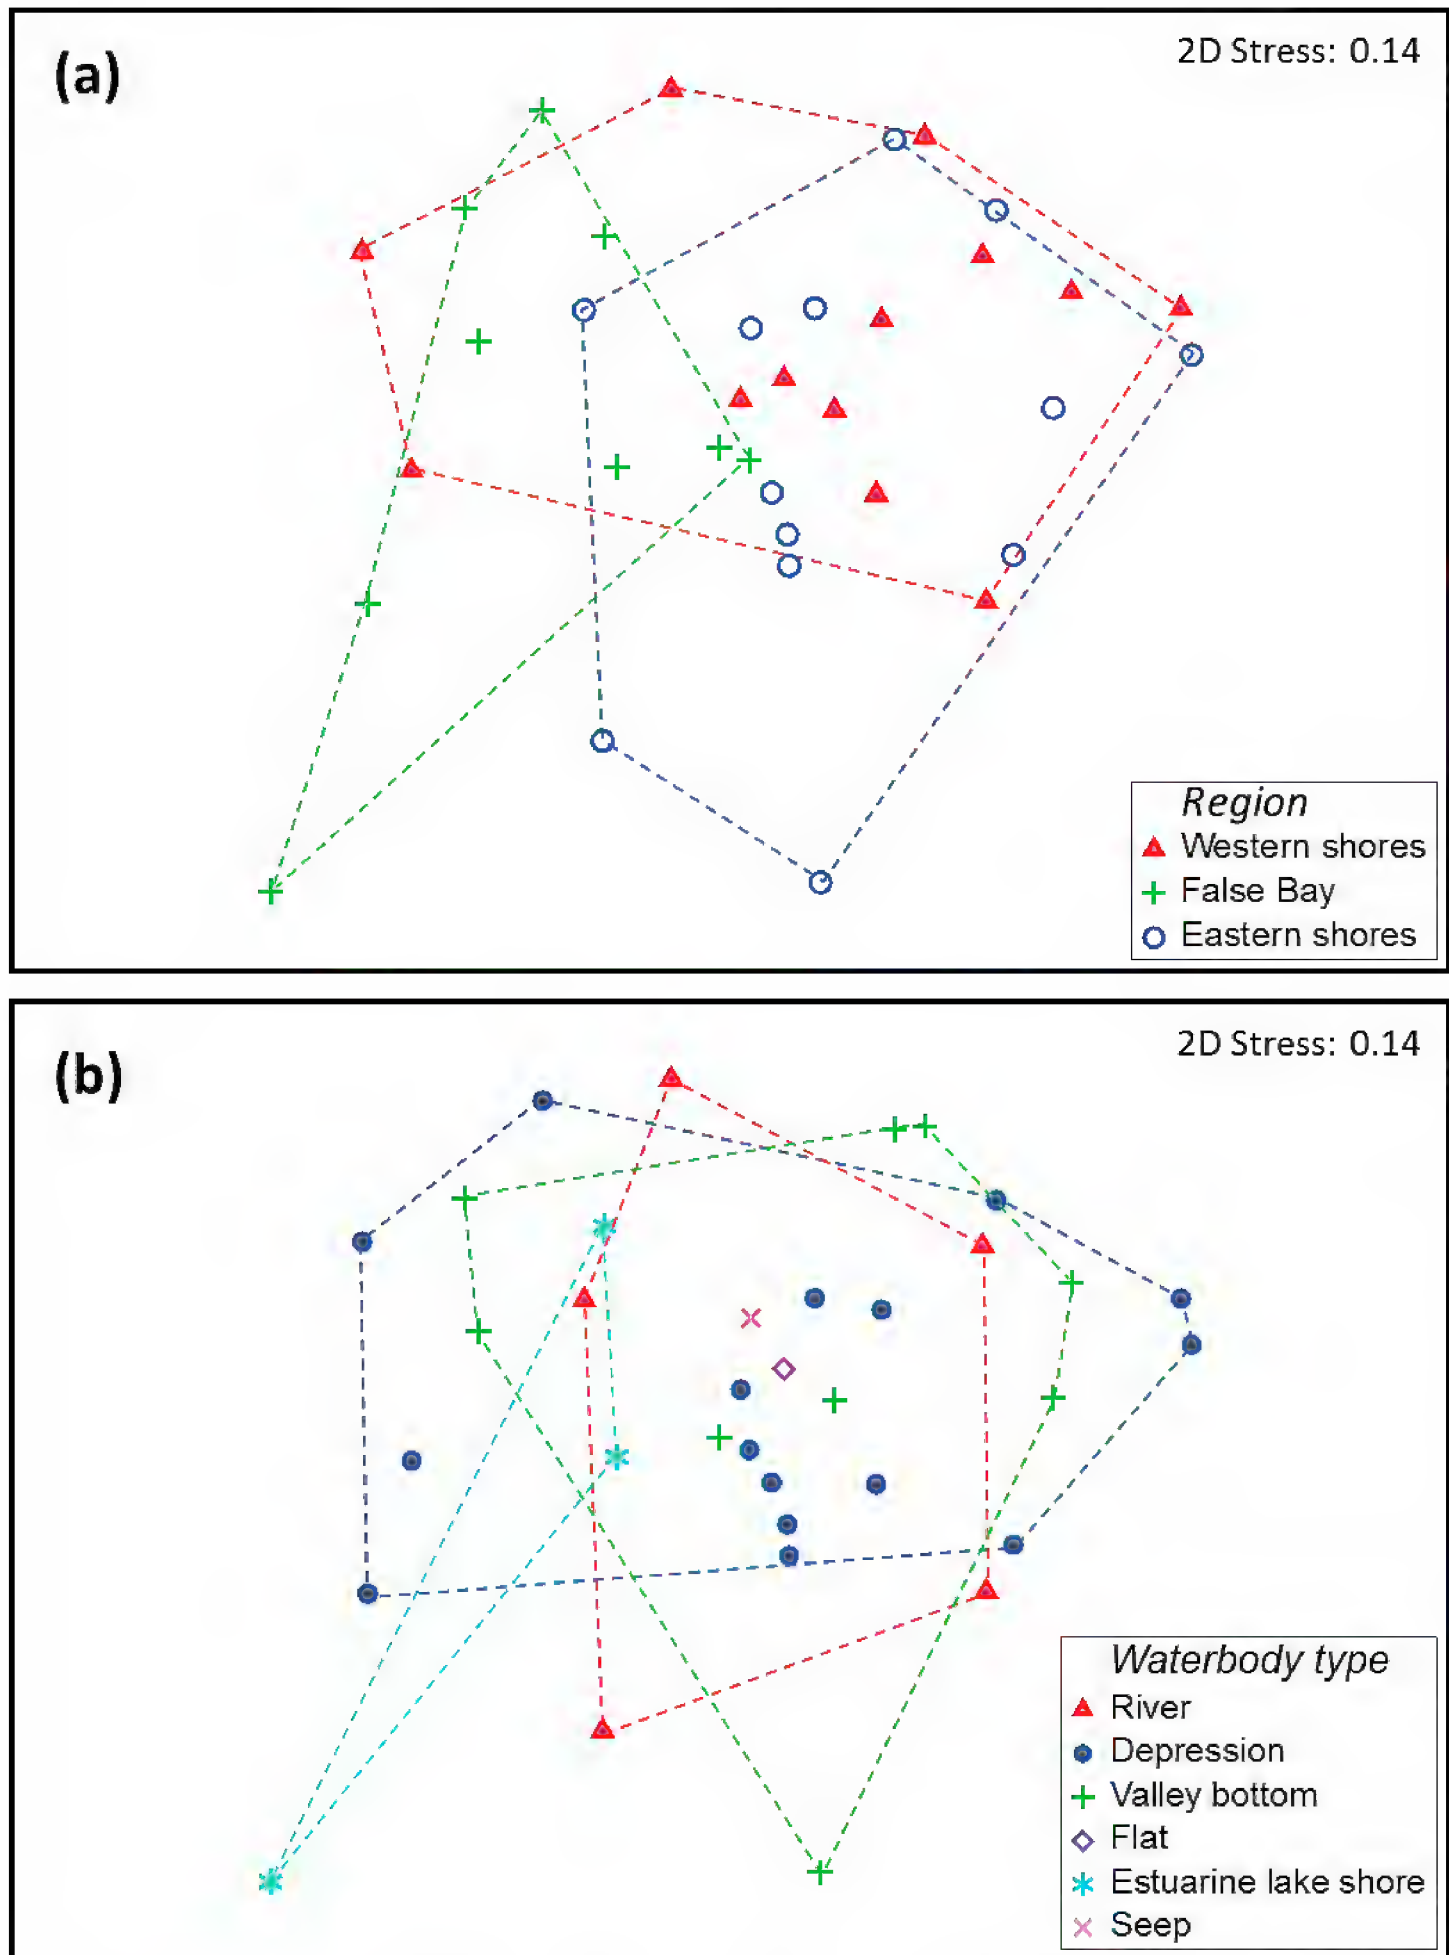 (a)
2D Stress: 0.14
Region
Western shores
False Bay
Eastern shores
(b)
2D Stress: 0.14
Waterbody type
River
Depression
Valley bottom
Flat
Estuarine lake shore
Seep